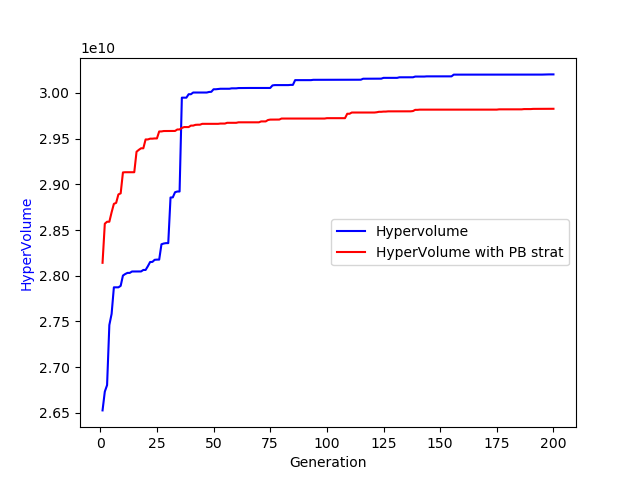 1e10
3.00
2.95
2.90
2.85
2.80
2.75
2.70
2.65
HyperVolume
Hypervolume
HyperVolume with PB strat
0 25 50 75 100 125 150 175 200
Generation